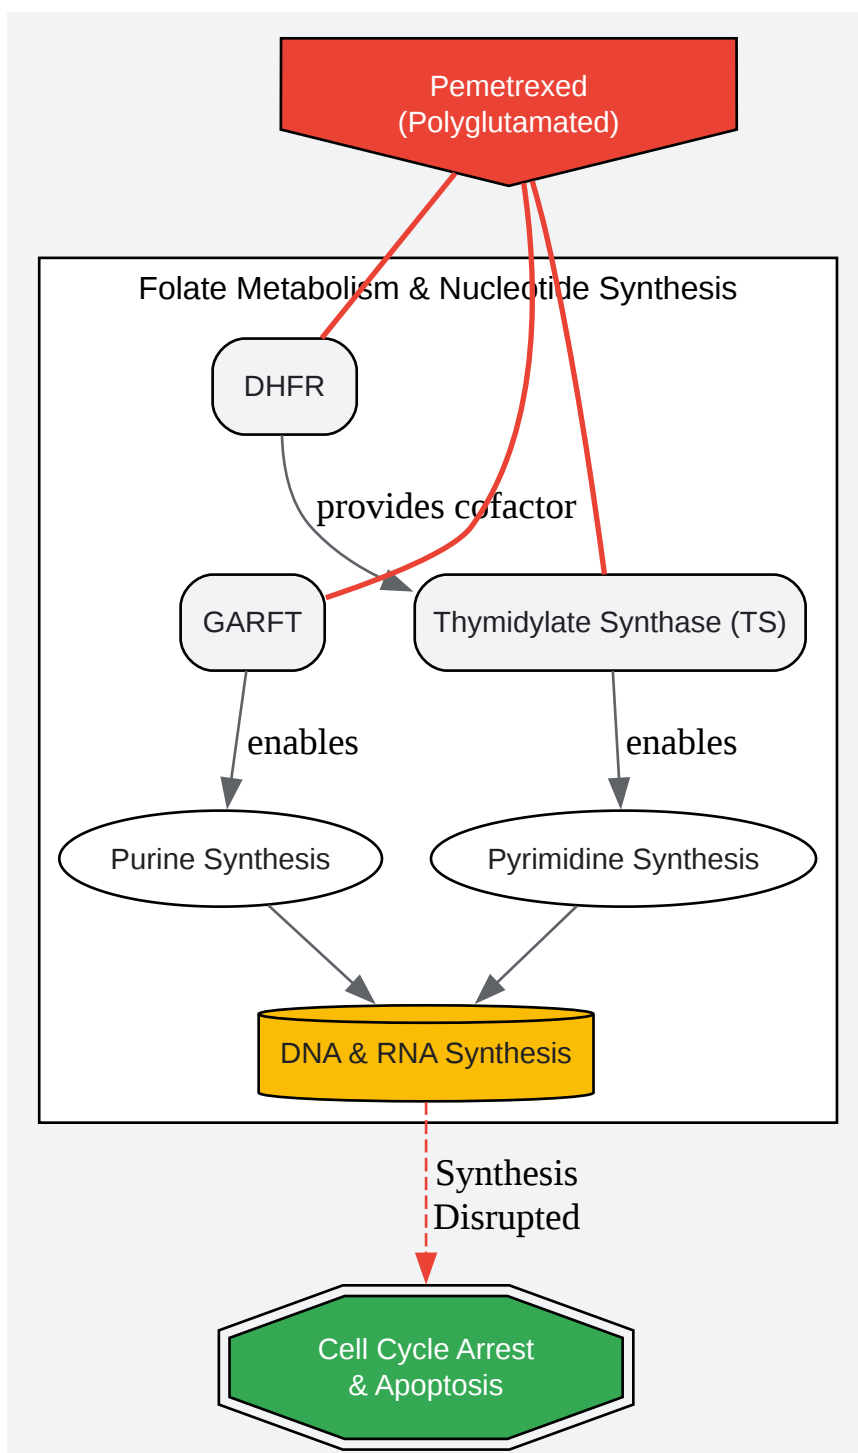 Pemetrexed
(Polyglutamated)
Folate Metabolism & Nucleotide Synthesis
DHFR
provides cofactor
GARFT
Thymidylate Synthase (TS)
enables
enables
Purine Synthesis
Pyrimidine Synthesis
DNA & RNA Synthesis
Synthesis
Disrupted
Cell Cycle Arrest
& Apoptosis